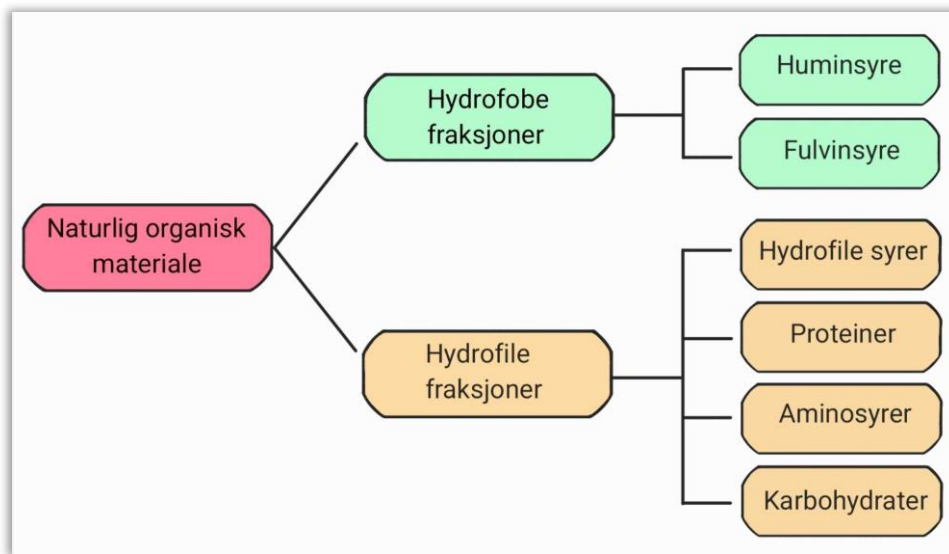 Naturlig organisk
materiale
Hydrofobe
fraksjoner
Huminsyre
Fulvinsyre
Hydrofile
fraksjoner
Hydrofile syrer
Proteiner
Aminosyrer
Karbohydrater